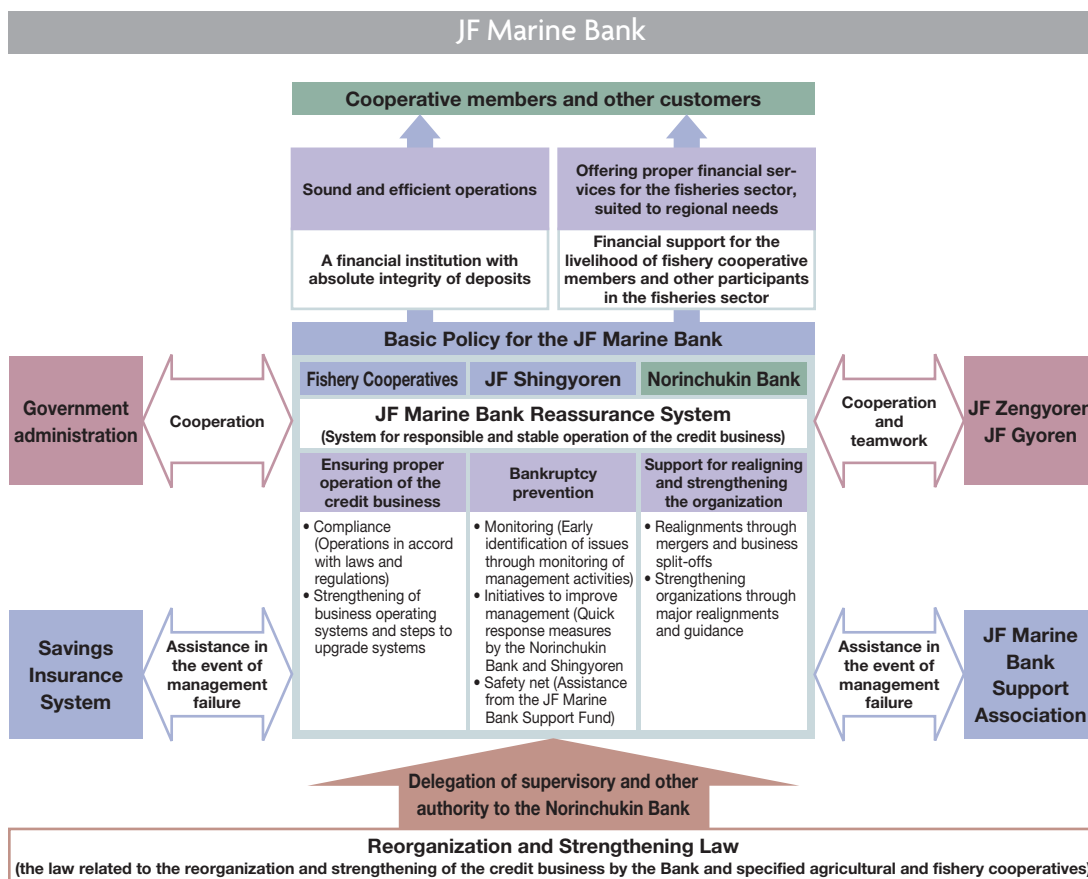 JF Marine Bank
Cooperative members and other customers
Sound and efficient operations
Offering proper financial ser-
vices for the fisheries sector,
suited to regional needs
A financial institution with
absolute integrity of deposits
Financial support for the
livelihood of fishery cooperative
members and other participants
in the fisheries sector
Basic Policy for the JF Marine Bank
Fishery Cooperatives
JF Shingyoren
Norinchukin Bank
JF Marine Bank Reassurance System
(System for responsible and stable operation of the credit business)
Government
administration
Cooperation
Cooperation
and
teamwork
JF Zengyoren
JF Gyoren
Ensuring proper
operation of the
credit business
• Compliance
(Operations in accord
with laws and
regulations)
• Strengthening of
business operating
systems and steps to
upgrade systems
Bankruptcy
prevention
• Monitoring (Early
identification of issues
through monitoring of
management activities)
• Initiatives to improve
management (Quick
response measures
by the Norinchukin
Bank and Shingyoren
• Safety net (Assistance
from the JF Marine
Bank Support Fund)
Support for realigning
and strengthening
the organization
• Realignments through
mergers and business
split-offs
• Strengthening
organizations through
major realignments
and guidance
Savings
Insurance
System
Assistance in
the event of
management
failure
Assistance in
the event of
management
failure
JF Marine
Bank
Support
Association
Delegation of supervisory and other
authority to the Norinchukin Bank
Reorganization and Strengthening Law
(the law related to the reorganization and strengthening of the credit business by the Bank and specified agricultural and fishery cooperatives)